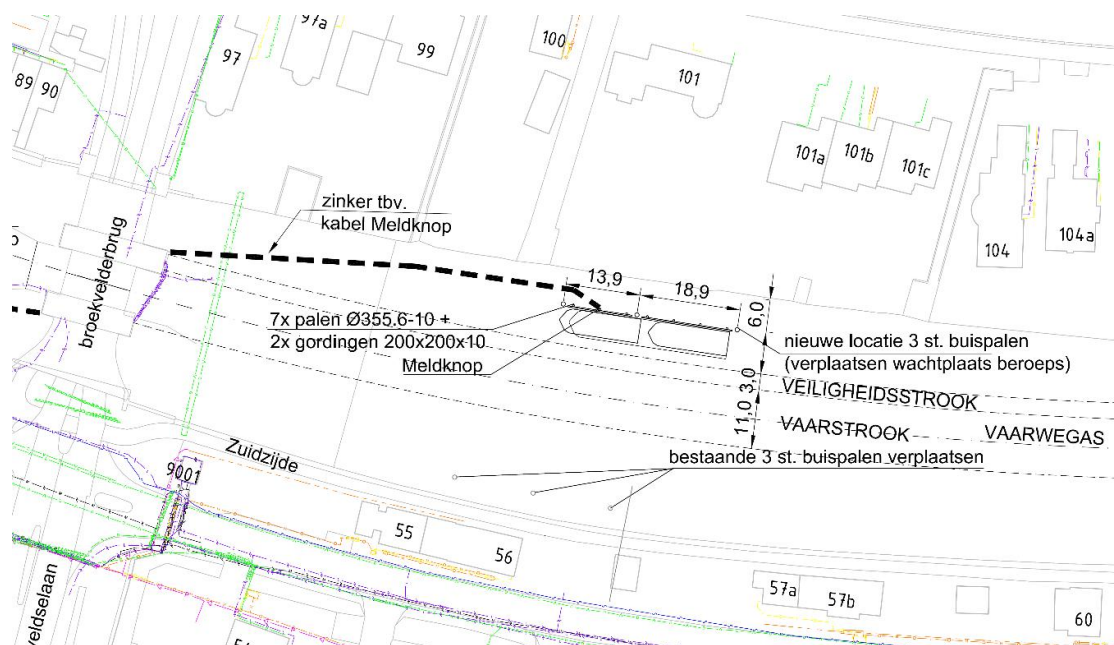 97
97a
99
100
101
89
90
101a
101b
101c
104
104a
zinker tbv.
kabel Meldknop
broekvelderbrug
13,9
18,9
6,0
7x palen Ø355.6-10 +
2x gordingen 200x200x10
Meldknop
nieuwe locatie 3 st. buispalen
(verplaatsen wachtplaats beroeps)
3,0
VEILIGHEIDSSTROOK
11,0
VAARSTROOK
VAARWEGAS
bestaande 3 st. buispalen verplaatsen
Zuidzijde
9001
55
56
57a
57b
60
veldselaan